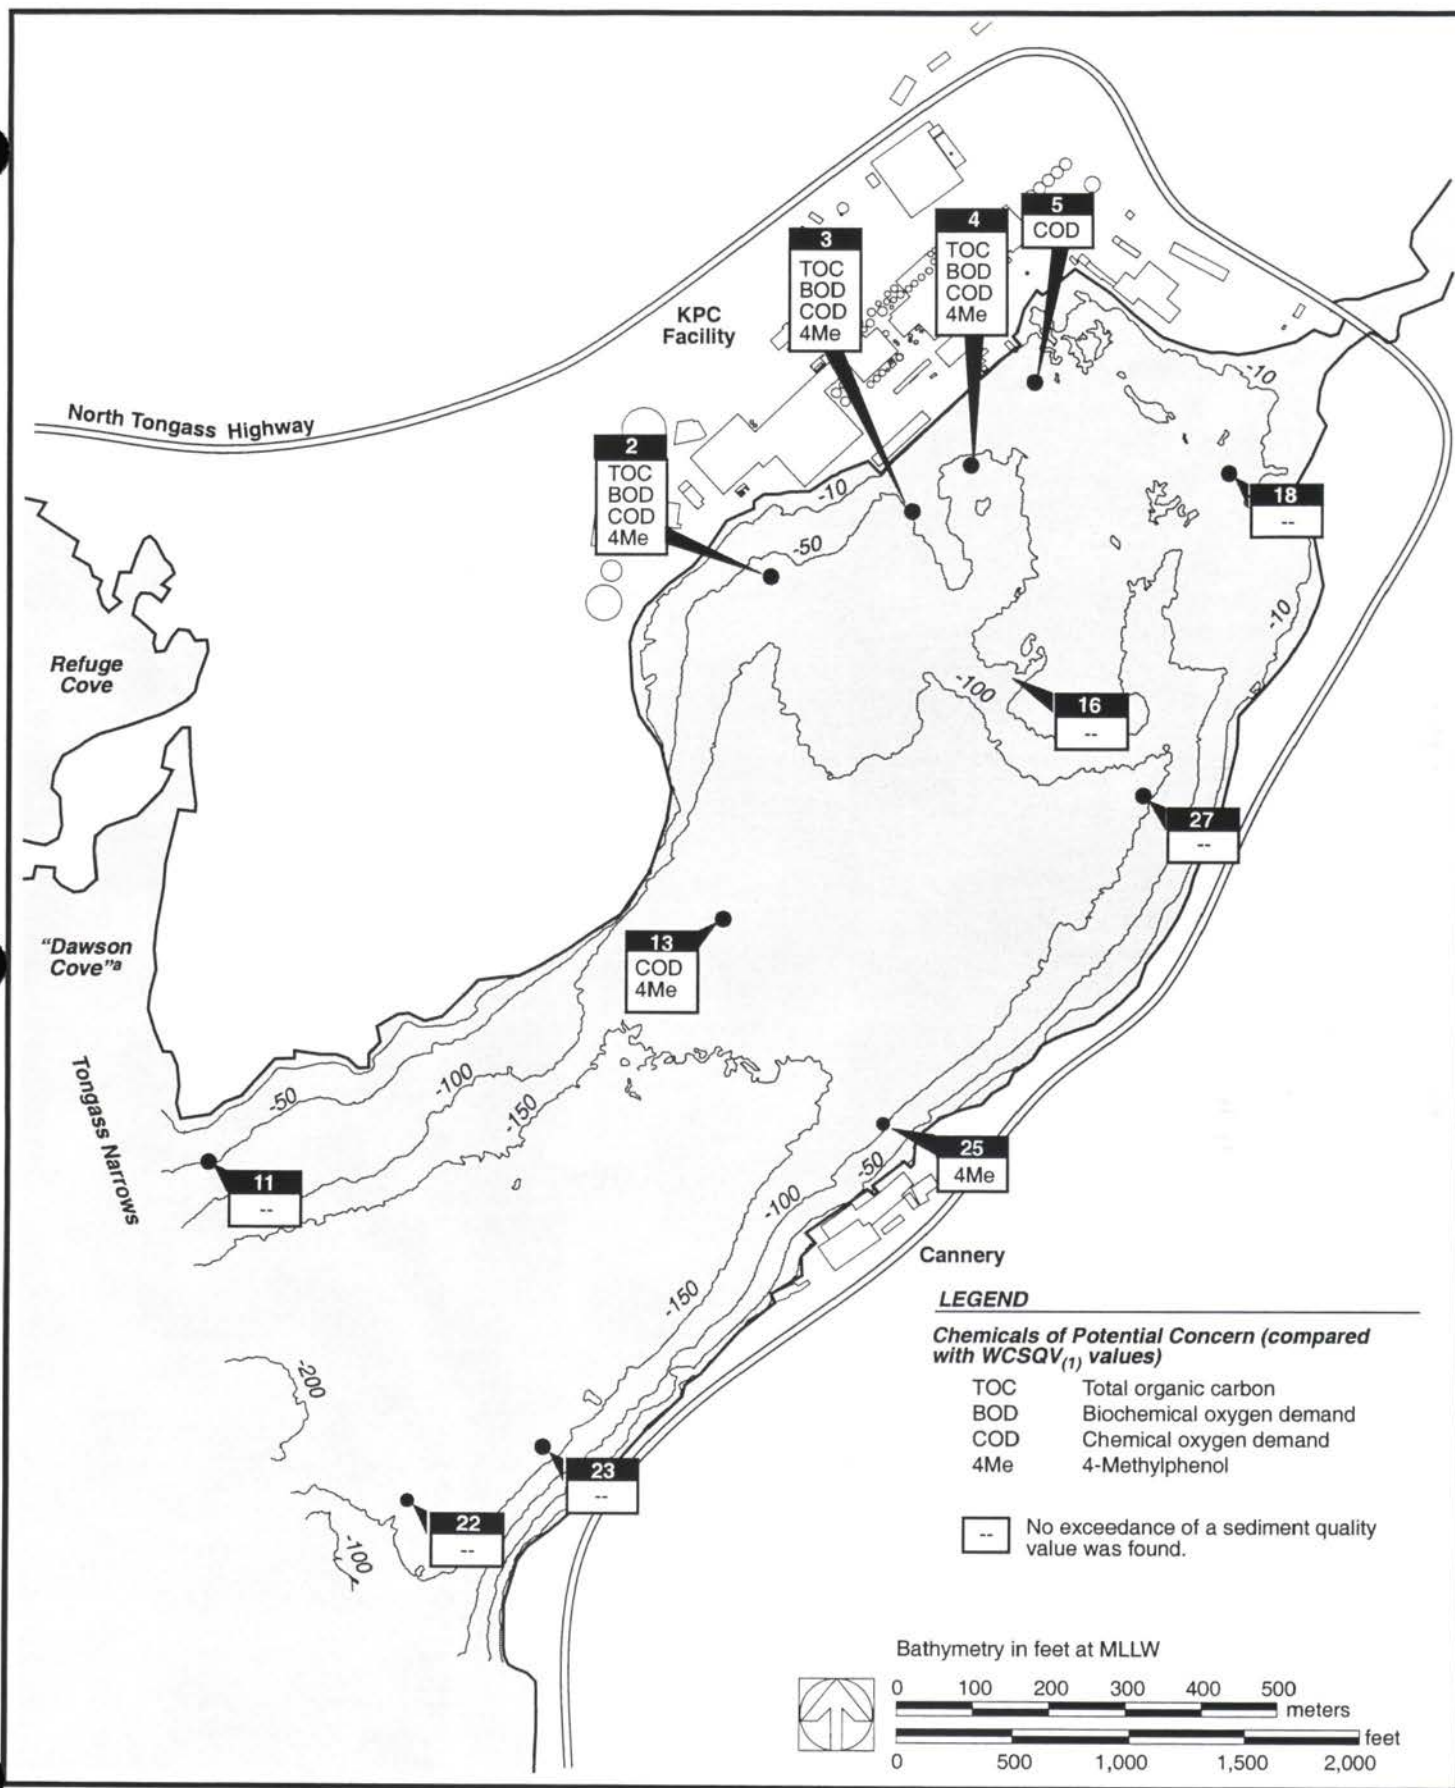 5
COD
4
TOC
BOD
COD
4Me
3
TOC
BOD
COD
4Me
KPC
Facility
-10
North Tongass Highway
2
TOC
BOD
COD
4Me
-10
-50
18
--
-10
Refuge
Cove
-100
16
--
27
--
"Dawson
Cove"a
13
COD
4Me
Tongass Narrows
-50
-100
-150
11
--
25
4Me
-50
-100
Cannery
-150
-200
23
--
22
--
-100
LEGEND
Chemicals of Potential Concern (compared
with WCSQV(1) values)
TOC Total organic carbon
BOD Biochemical oxygen demand
COD Chemical oxygen demand
4Me 4-Methylphenol
-- No exceedance of a sediment quality
value was found.
Bathymetry in feet at MLLW
0 100 200 300 400 500
meters
feet
0 500 1,000 1,500 2,000